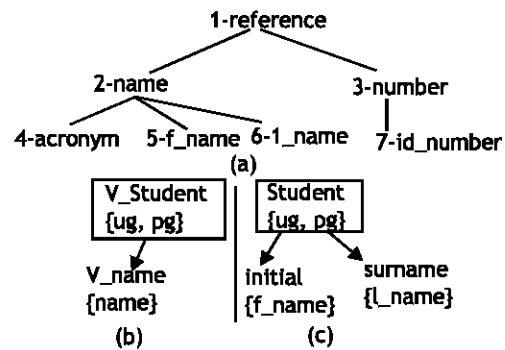 1-reference
2-name
3-number
4-acronym 5-f_name 6-1_name 7-id_number
(a)
V_Student
{ug, pg}
V_name
{name}
(b)
Student
{ug, pg}
initial
{f_name}
surname
{l_name}
(c)